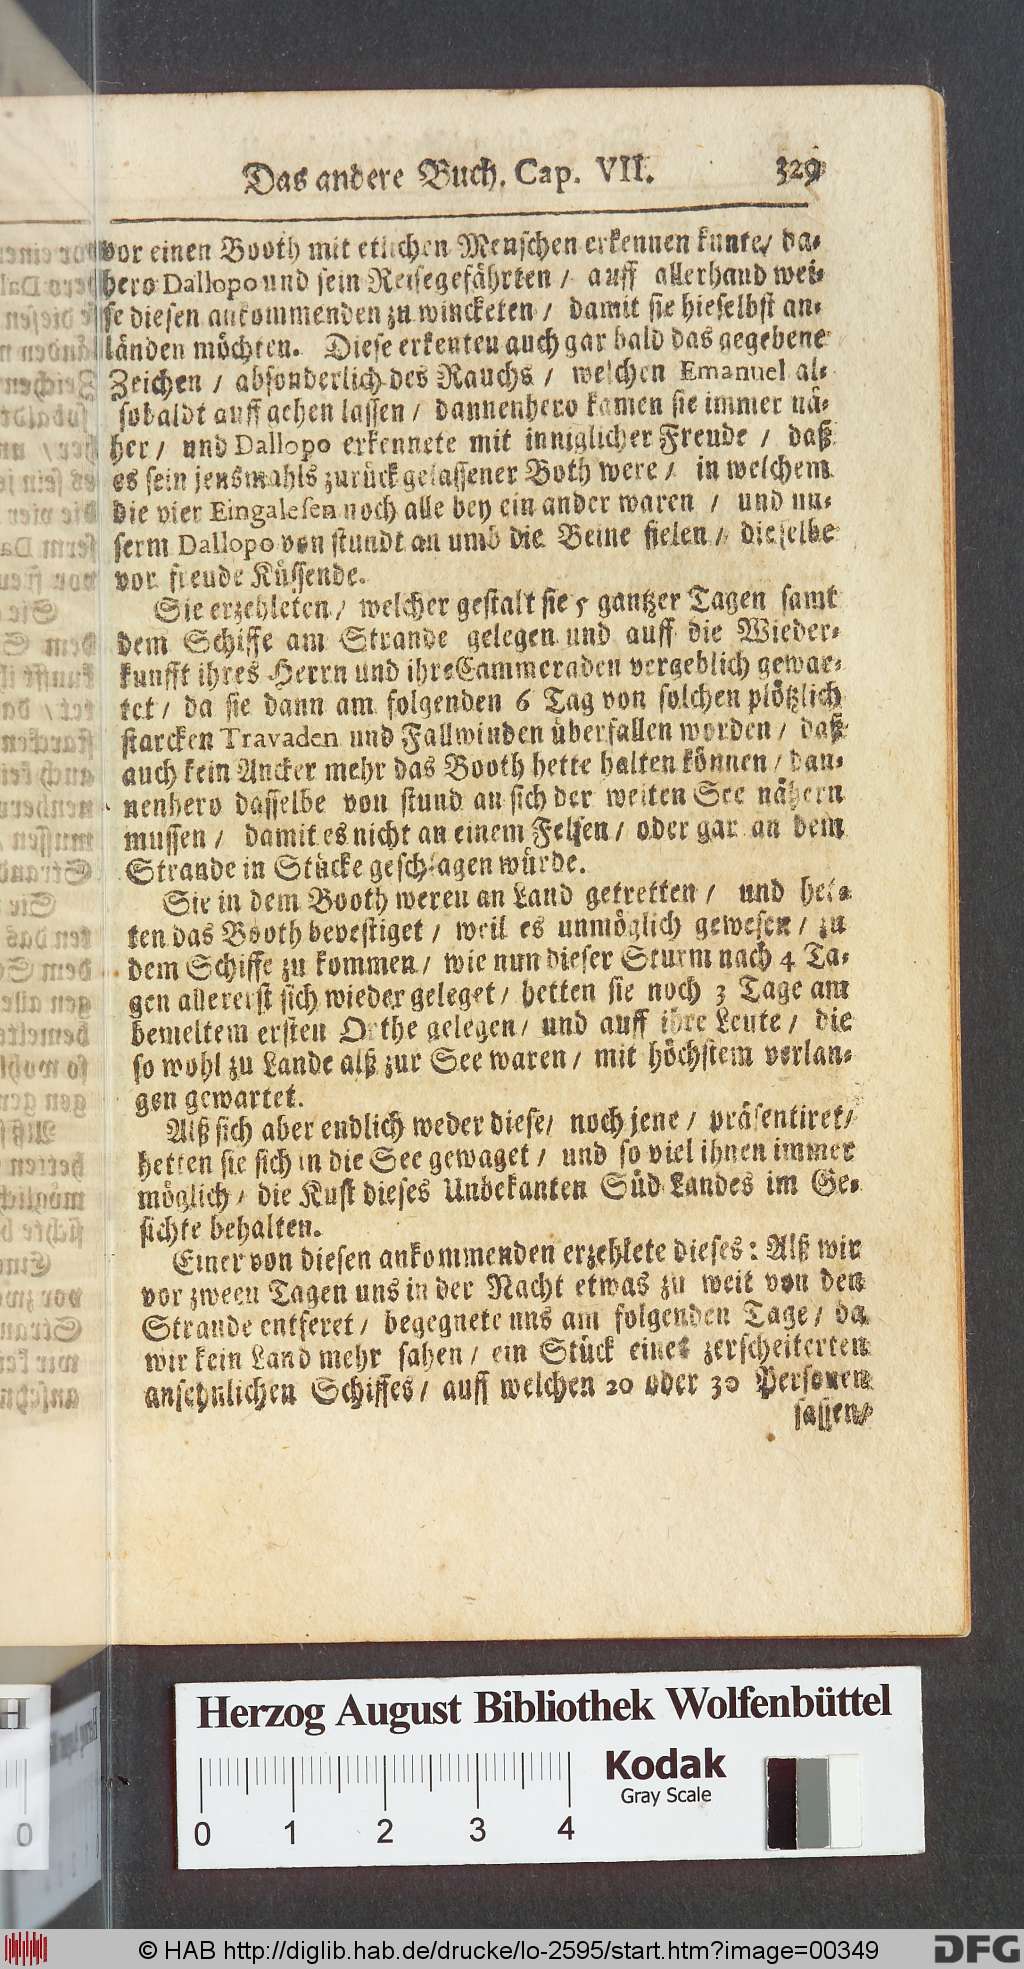 Das andere Buch. Cap. VII. 329
vor einen Booth mit etlichen Menschen erkennen kunte/ da-
hero Dallopo und sein Reisegefährten / auff allerhand wei-
se diesen ankommenden zu wincketen / damit sie hieselbst an-
länden möchten. Diese erkenten auch gar bald das gegebene
Zeichen / absonderlich des Rauchs / welchen Emanuel al-
sobaldt auff gehen lassen / dannenhero kamen sie immer nä-
her / und Dallopo erkennete mit inniglicher Freude / daß
es sein jensmahls zurück gelassener Both were / in welchem
die vier Eingalesen noch alle bey ein ander waren / und un-
serm Dallopo von stundt an umb die Beine fielen / dieselbe
vor freude Küssende.
Sie erzehleten / welcher gestalt sie 5 gantzer Tagen samt
dem Schiffe am Strande gelegen und auff die Wieder-
kunfft ihres Herrn und ihre Cammeraden vergeblich gewar-
tet / da sie dann am folgenden 6 Tag von solchen plötzlich
starcken Travaden und Fallwinden überfallen worden / daß
auch kein Ancker mehr das Booth hette halten können / dan-
nenhero dasselbe von stund an sich der weiten See nähern
mussen / damit es nicht an einem Felsen / oder gar an dem
Strande in Stücke geschlagen würde.
Sie in dem Booth weren an Land getretten / und het-
ten das Booth bevestiget / weil es unmöglich gewesen / zu
dem Schiffe zu kommen / wie nun dieser Sturm nach 4 Ta-
gen allererst sich wieder geleget / hetten sie noch 3 Tage am
bemeltem ersten Orthe gelegen / und auff ihre Leute / die
so wohl zu Lande alß zur See waren / mit höchstem verlan-
gen gewartet.
Alß sich aber endlich weder diese / noch jene / präsentiret /
hetten sie sich in die See gewaget / und so viel ihnen immer
möglich / die Kust dieses Unbekanten Süd Landes im Ge-
sichte behalten.
Einer von diesen ankommenden erzehlete dieses: Alß wir
vor zween Tagen uns in der Nacht etwas zu weit von den
Strande entferet / begegnete uns am folgenden Tage / da
wir kein Land mehr sahen / ein Stück eines zerscheiterten
ansehnlichen Schiffes / auff welchen 20 oder 30 Personen
sassen /
Herzog August Bibliothek Wolfenbüttel
Kodak
Gray Scale
0 1 2 3 4
© HAB http://diglib.hab.de/drucke/lo-2595/start.htm?image=00349
DFG